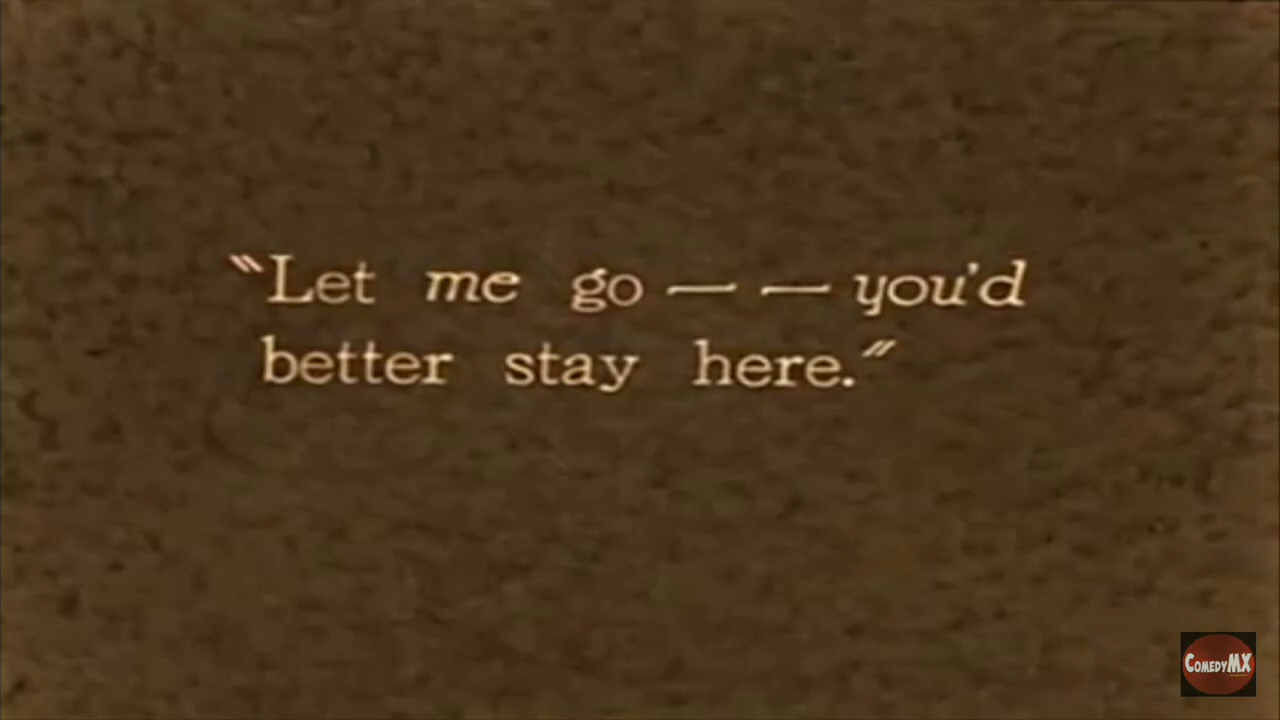 "Let me go — — you'd
better stay here."
COMEDYMX